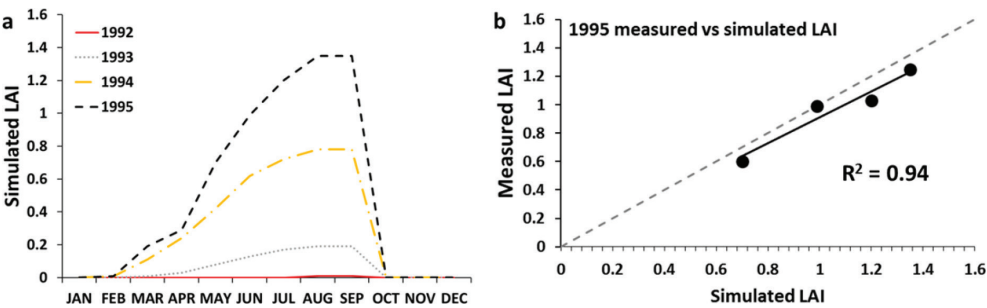 a
Simulated LAI
1.6
1.4
1.2
1
0.8
0.6
0.4
0.2
0
1992
1993
1994
1995
JAN FEB MAR APR MAY JUN JUL AUG SEP OCT NOV DEC
b
Measured LAI
1.6
1.4
1.2
1
0.8
0.6
0.4
0.2
0
1995 measured vs simulated LAI
R² = 0.94
0 0.2 0.4 0.6 0.8 1 1.2 1.4 1.6
Simulated LAI